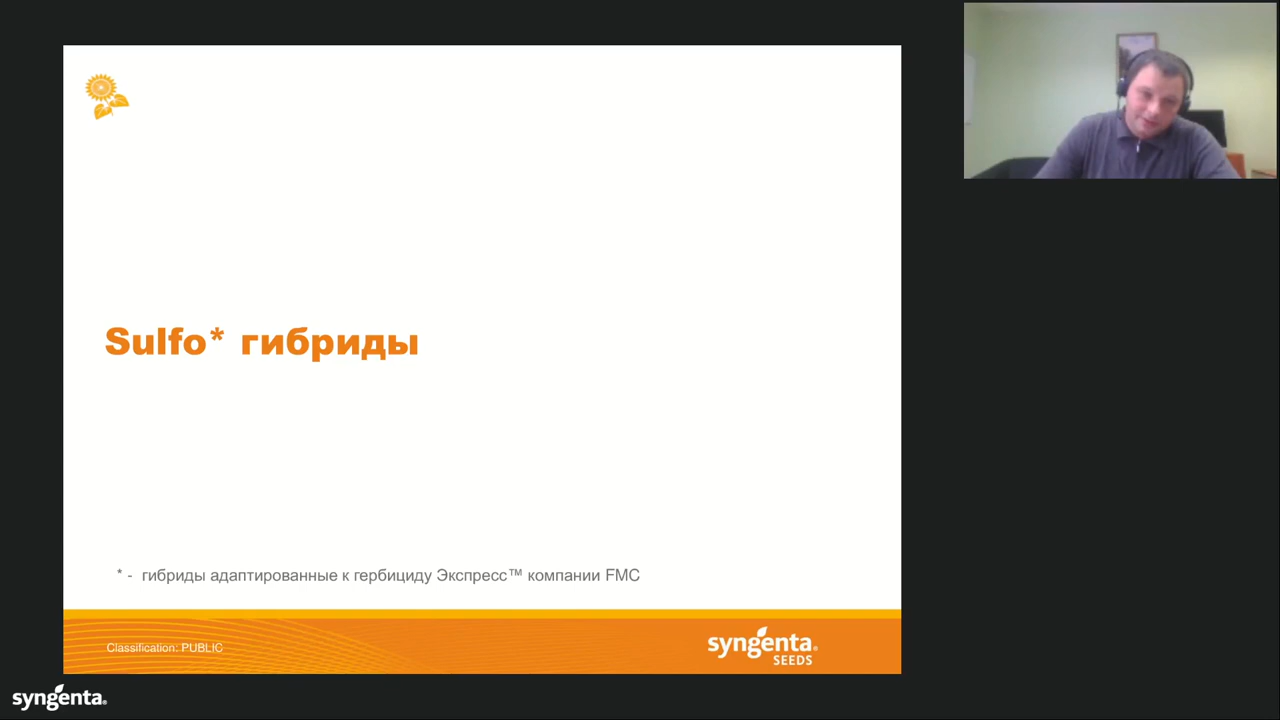 Sulfo* гибриды
* - гибриды адаптированные к гербициду Экспресс™ компании FMC
Classification: PUBLIC
syngenta®
SEEDS
syngenta®